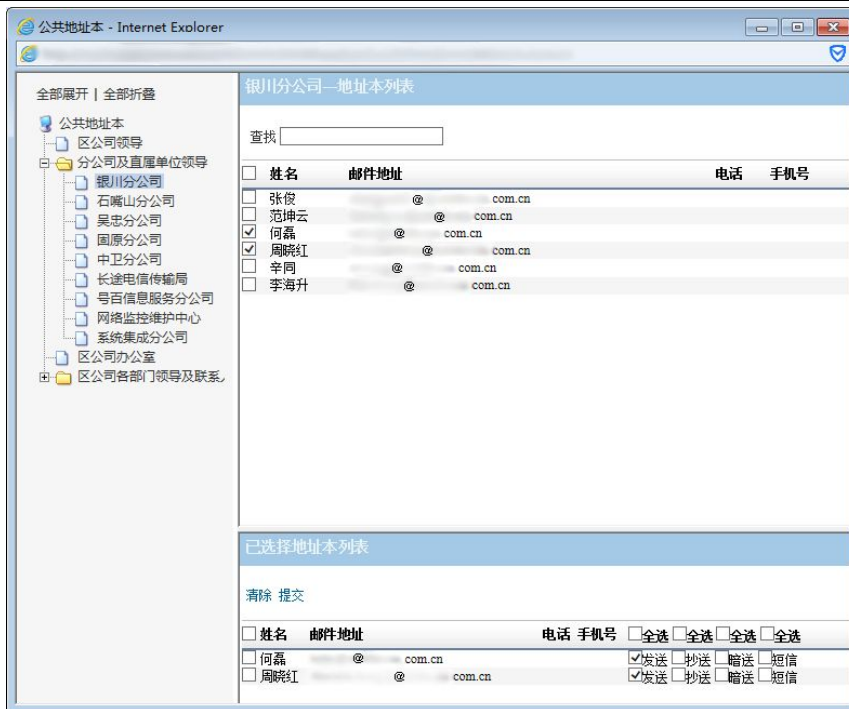 公共地址本 - Internet Explorer
全部展开 | 全部折叠
公共地址本
区公司领导
分公司及直属单位领导
银川分公司
石嘴山分公司
吴忠分公司
固原分公司
中卫分公司
长途电信传输局
号百信息服务分公司
网络监控维护中心
系统集成分公司
区公司办公室
区公司各部门领导及联系
银川分公司—地址本列表
查找
姓名 邮件地址 电话 手机号
张俊 @ com.cn
范坤云 @ com.cn
何磊 @ com.cn
周晓红 @ com.cn
辛同 @ com.cn
李海升 @ com.cn
已选择地址本列表
清除 提交
姓名 邮件地址 电话 手机号 全选 全选 全选 全选
何磊 @ com.cn 发送 抄送 暗送 短信
周晓红 @ com.cn 发送 抄送 暗送 短信